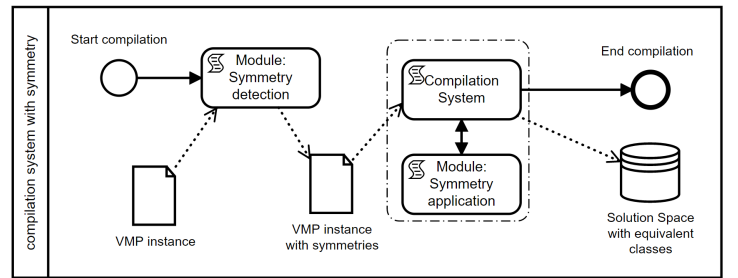 compilation system with symmetry
Start compilation
Module:
Symmetry
detection
VMP instance
VMP instance
with symmetries
Compilation
System
Module:
Symmetry
application
End compilation
Solution Space
with equivalent
classes